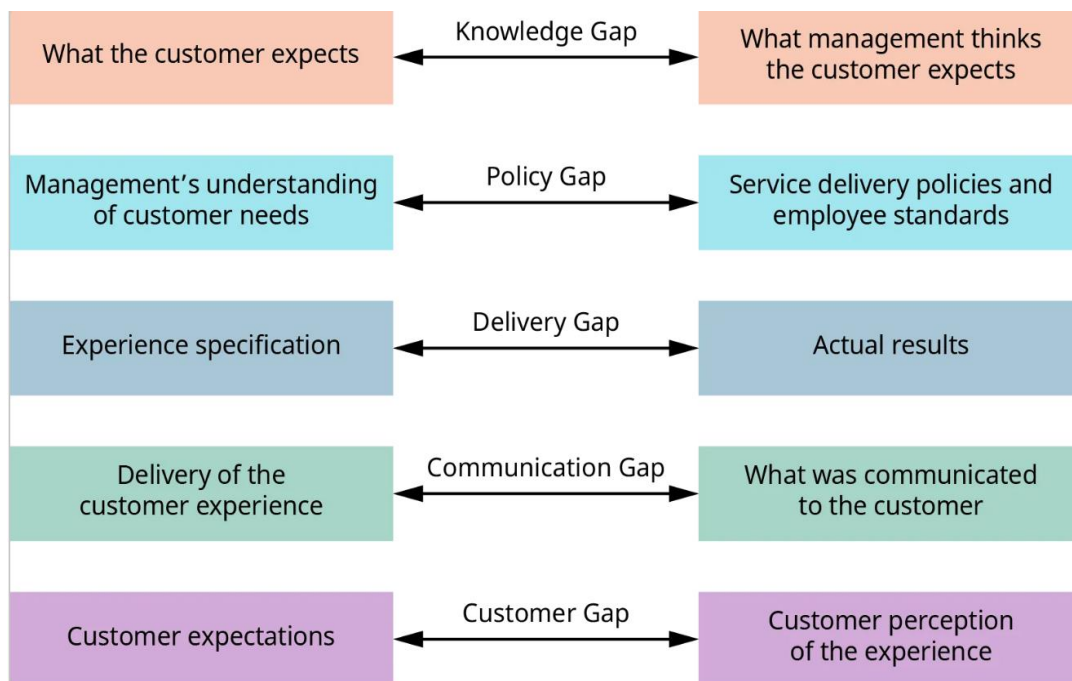 What the customer expects
Knowledge Gap
What management thinks
the customer expects
Management’s understanding
of customer needs
Policy Gap
Service delivery policies and
employee standards
Experience specification
Delivery Gap
Actual results
Delivery of the
customer experience
Communication Gap
What was communicated
to the customer
Customer expectations
Customer Gap
Customer perception
of the experience